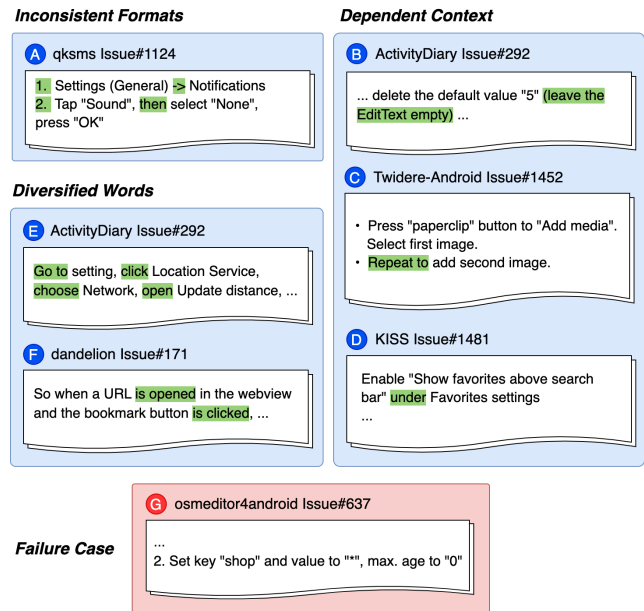 Inconsistent Formats
A qksms Issue#1124
1. Settings (General) -> Notifications
2. Tap "Sound", then select "None",
press "OK"
Diversified Words
E ActivityDiary Issue#292
Go to setting, click Location Service,
choose Network, open Update distance, ...
F dandelion Issue#171
So when a URL is opened in the webview
and the bookmark button is clicked, ...
Dependent Context
B ActivityDiary Issue#292
... delete the default value "5" (leave the
EditText empty) ...
C Twidere-Android Issue#1452
• Press "paperclip" button to "Add media".
Select first image.
• Repeat to add second image.
D KISS Issue#1481
Enable "Show favorites above search
bar" under Favorites settings
...
Failure Case
G osmeditor4android Issue#637
...
2. Set key "shop" and value to "*", max. age to "0"